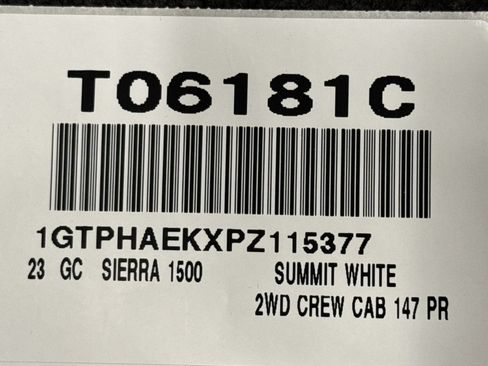 T06181C
1GTPHAEKXPZ115377
23 GC SIERRA 1500 SUMMIT WHITE
2WD CREW CAB 147 PR